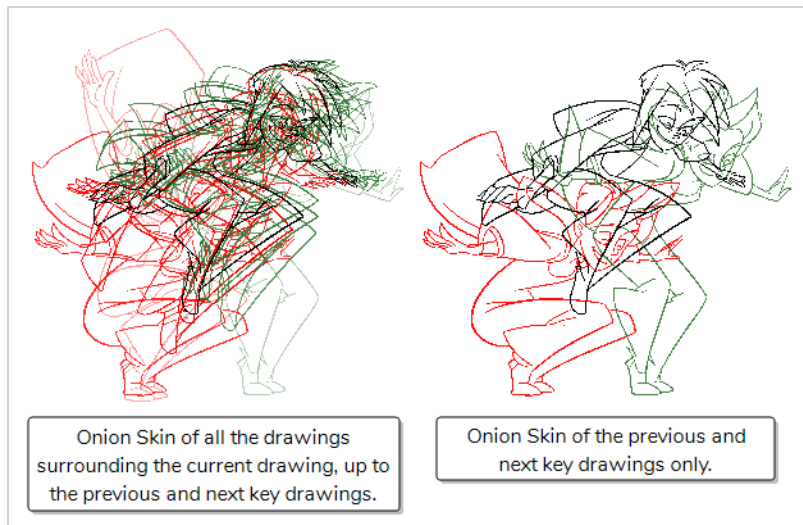 Onion Skin of all the drawings
surrounding the current drawing, up to
the previous and next key drawings.
Onion Skin of the previous and
next key drawings only.